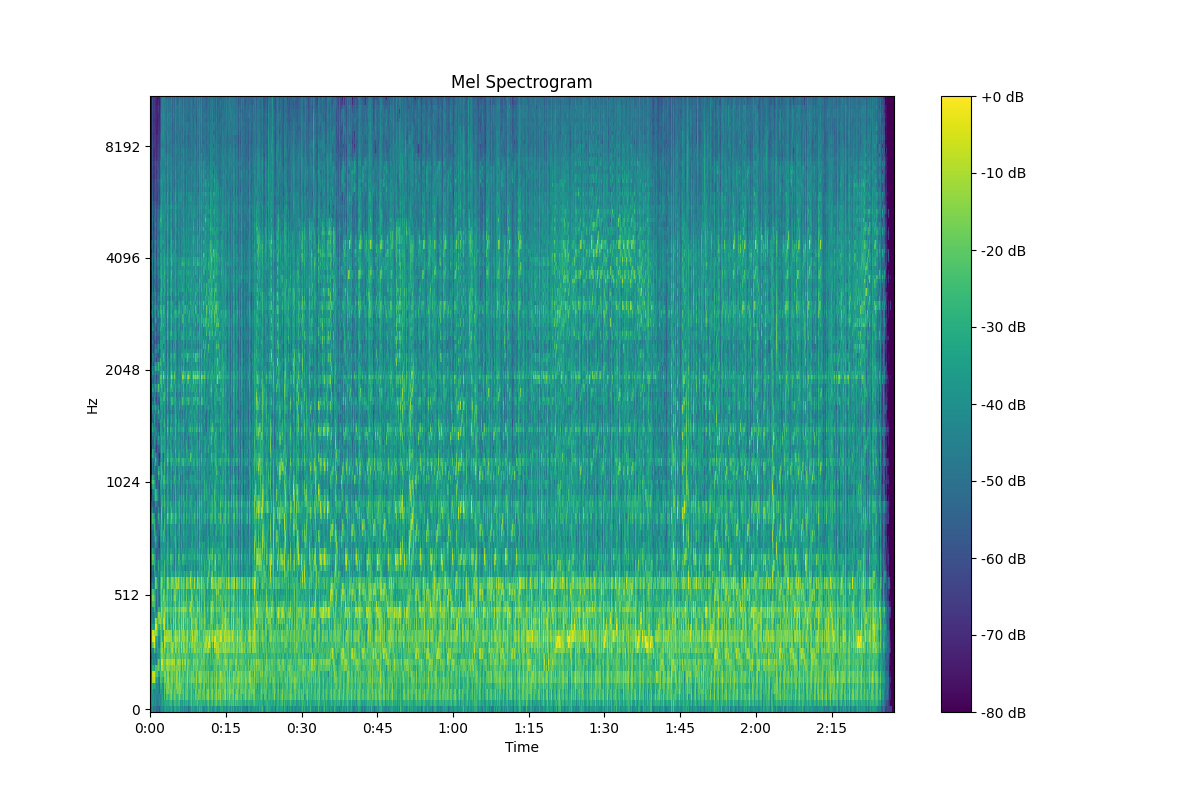 Mel Spectrogram
+0 dB
8192
-10 dB
-20 dB
4096
-30 dB
2048
-40 dB
Hz
1024
-50 dB
-60 dB
512
-70 dB
0
-80 dB
0:00 0:15 0:30 0:45 1:00 1:15 1:30 1:45 2:00 2:15
Time